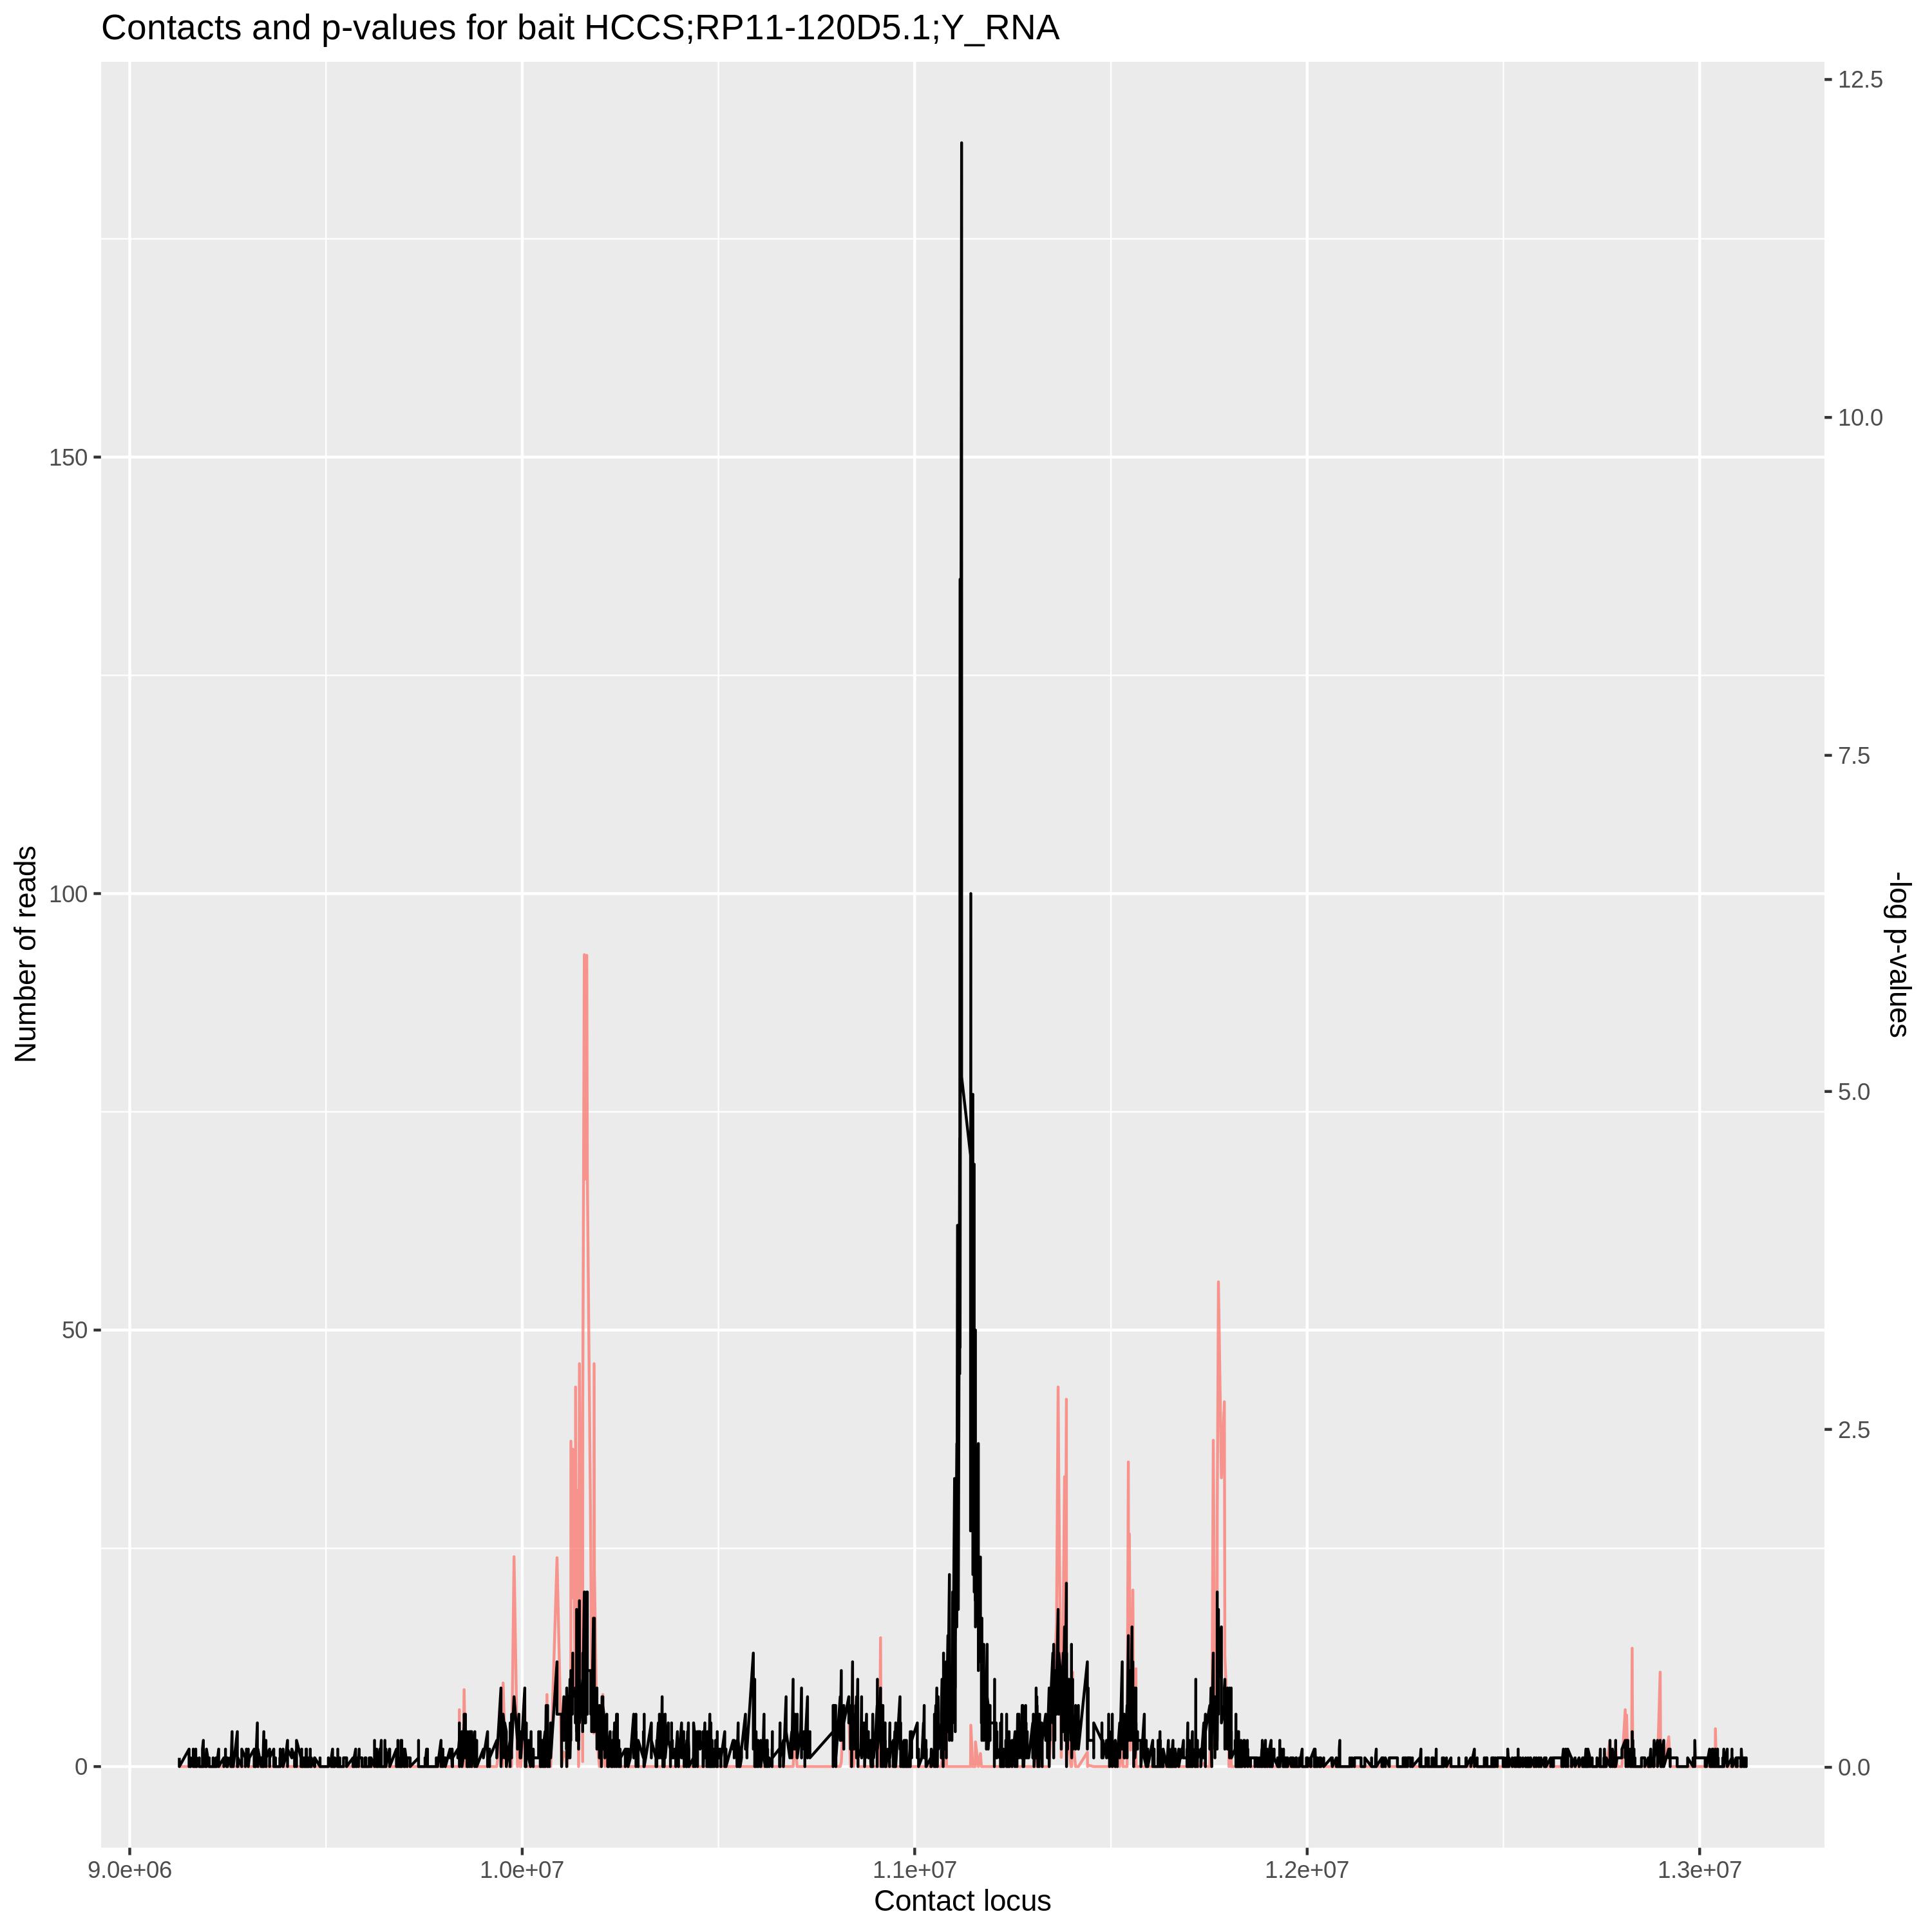 Contacts and p-values for bait HCCS;RP11-120D5.1;Y_RNA
12.5
10.0
7.5
5.0
2.5
0.0
-log p-values
150
100
50
0
Number of reads
9.0e+06
1.0e+07
1.1e+07
1.2e+07
1.3e+07
Contact locus